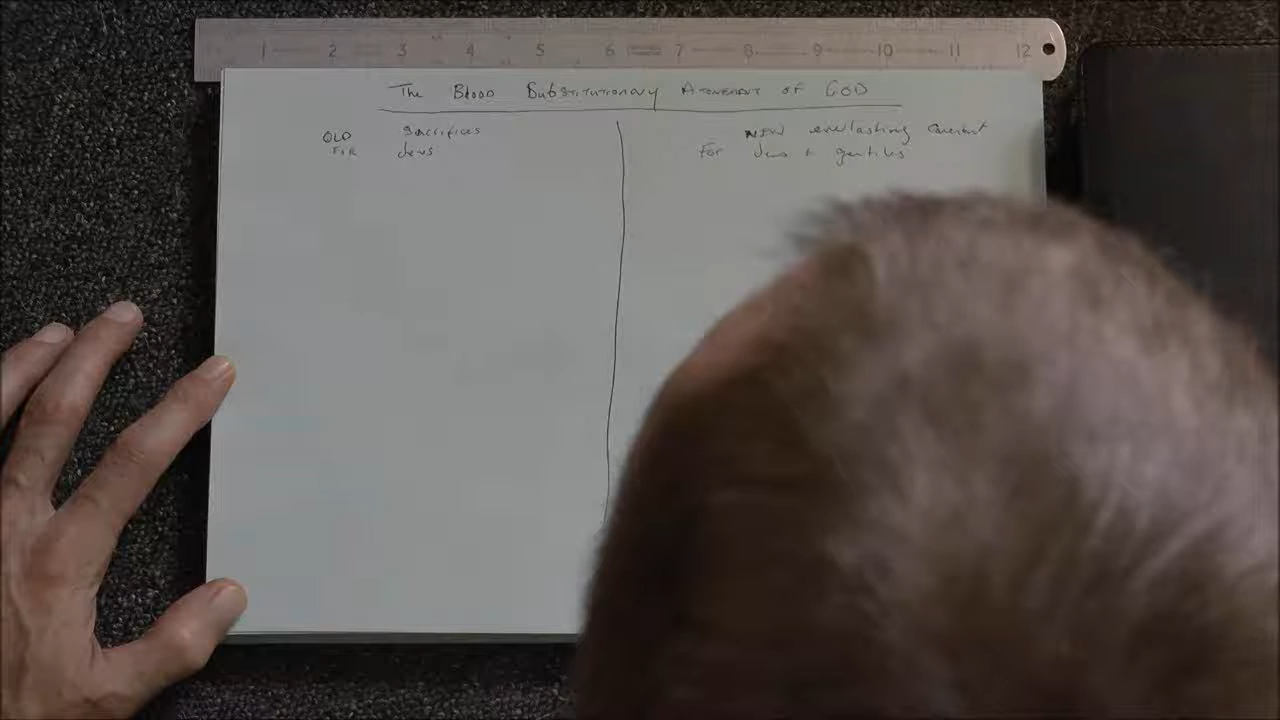 1 2 3 4 5 6 7 8 9 10 11 12
The Blood Substitutionary Atonement of GOD
OLD Sacrifices
FOR Jews
NEW everlasting Covenant
For Jews + gentiles